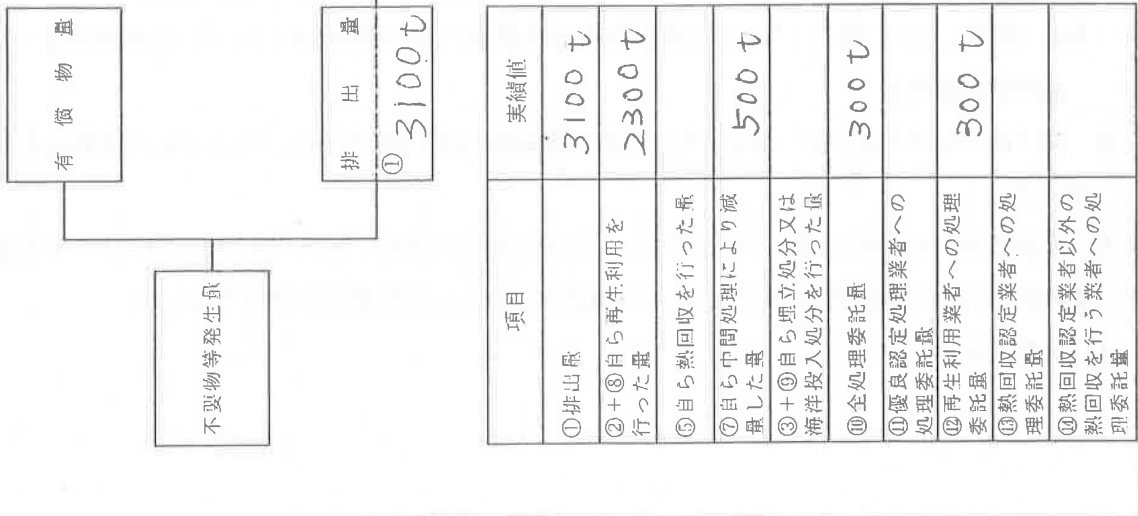 有償物量
不要物等発生量
排出量
①
3100t
項目
実績値
①排出量
3100 t
②+⑧自ら再生利用を
行った量
2300 t
⑤自ら熱回収を行った量
⑦自ら中間処理により減
量した量
500 t
③+⑨自ら埋立処分又は
海洋投入処分を行った量
⑩全処理委託量
300 t
⑪優良認定処理業者への
処理委託量
⑫再生利用業者への処理
委託量
300 t
⑬熱回収認定業者への処
理委託量
⑭熱回収認定業者以外の
熱回収を行う業者への処
理委託量